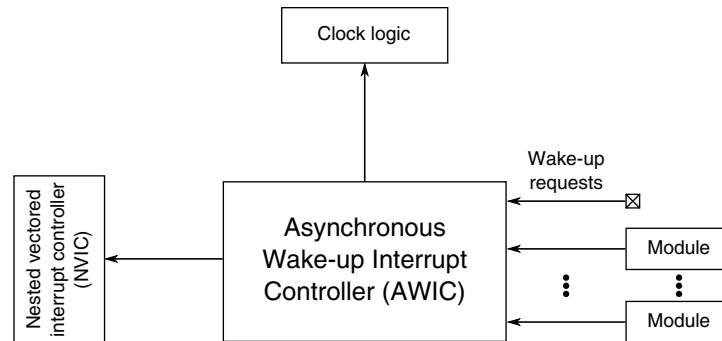 Clock logic
Wake-up
requests
Nested vectored
interrupt controller
(NVIC)
Asynchronous
Wake-up Interrupt
Controller (AWIC)
Module
Module